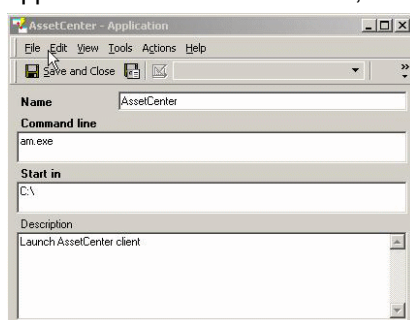 AssetCenter - Application
File Edit View Tools Actions Help
Save and Close
Name AssetCenter
Command line
am.exe
Start in
C:\
Description
Launch AssetCenter client